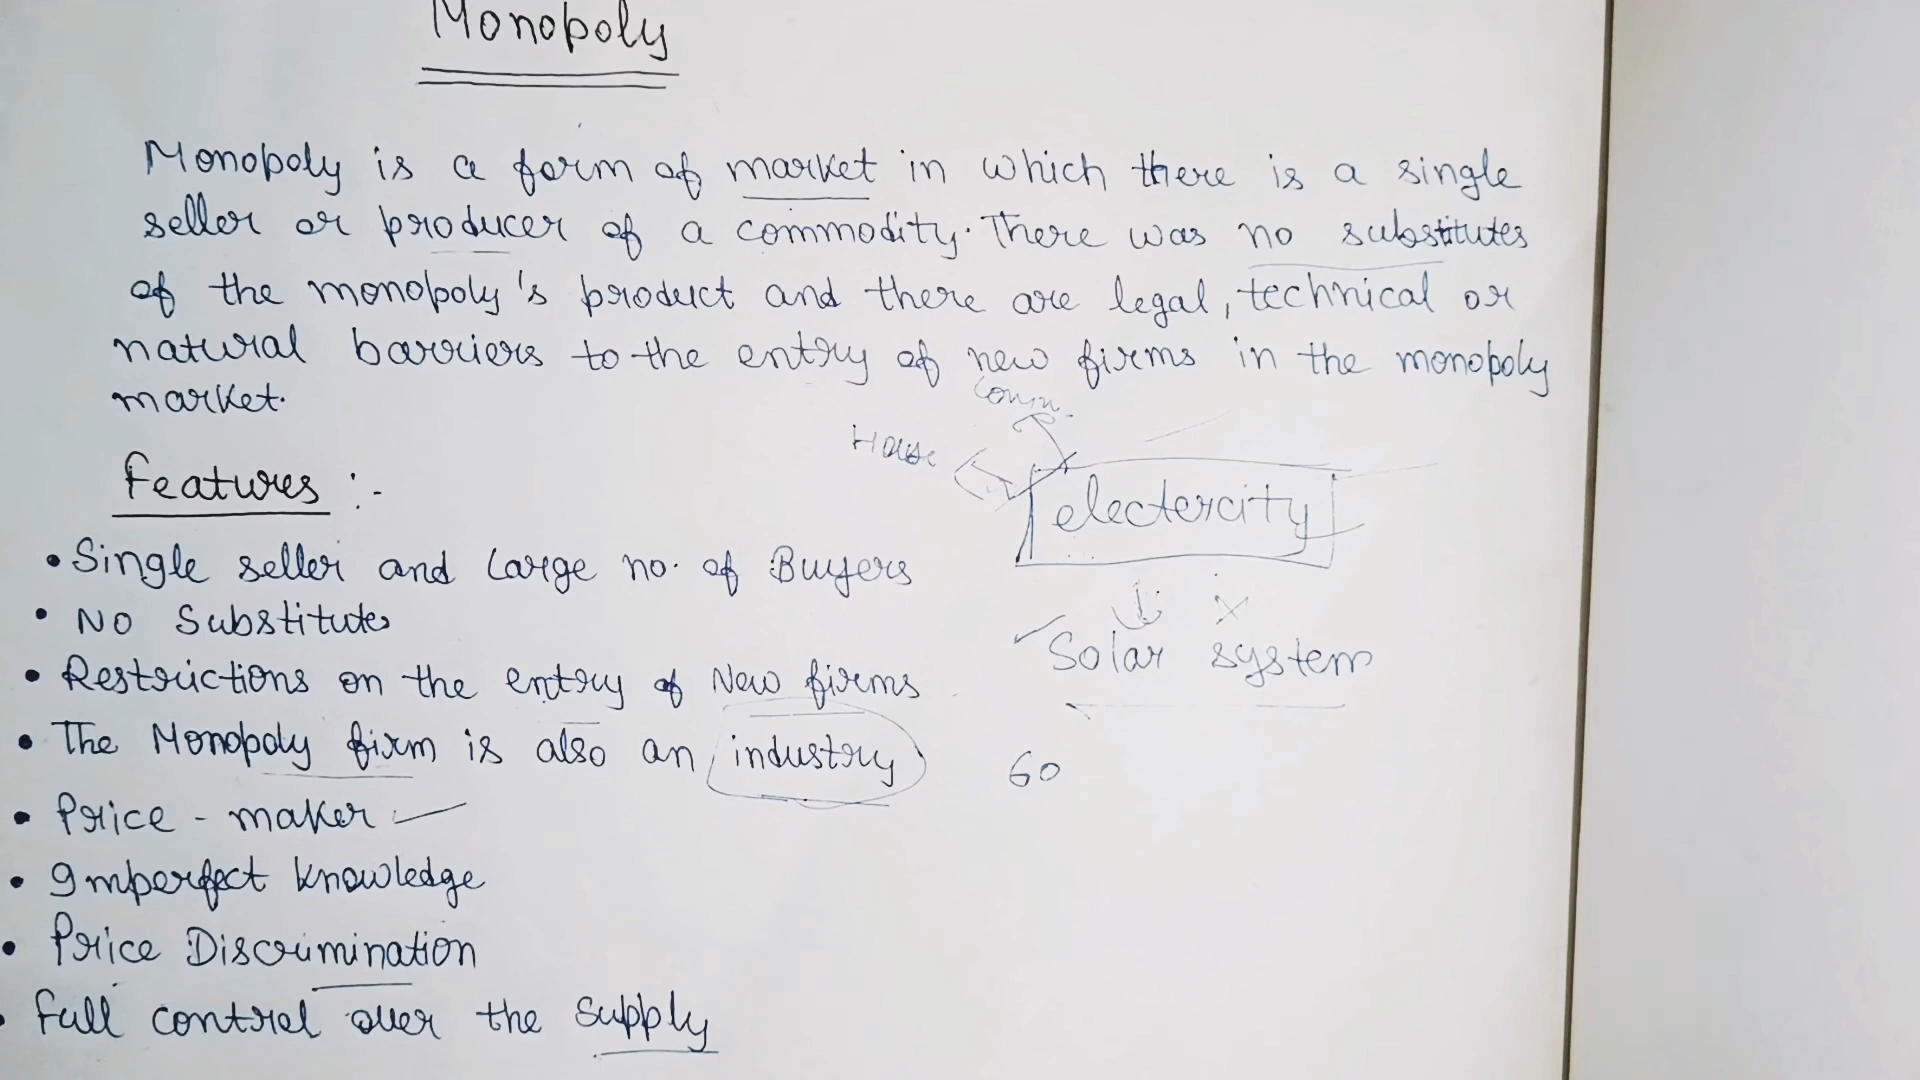 Monopoly
Monopoly is a form of market in which there is a single
seller or producer of a commodity. There was no substitutes
of the monopoly's product and there are legal, technical or
natural barriers to the entry of new firms in the monopoly
market.
Comm.
House
electercity
Features :-
• Single seller and Large no. of Buyers
• No Substitutes
Solar system
• Restrictions on the entry of New firms
• The Monopoly firm is also an industry
60
• Price - maker
• Imperfect Knowledge
• Price Discrimination
• Full control over the supply